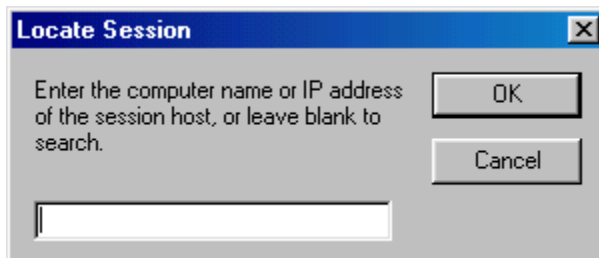 Locate Session
Enter the computer name or IP address
of the session host, or leave blank to
search.
OK
Cancel